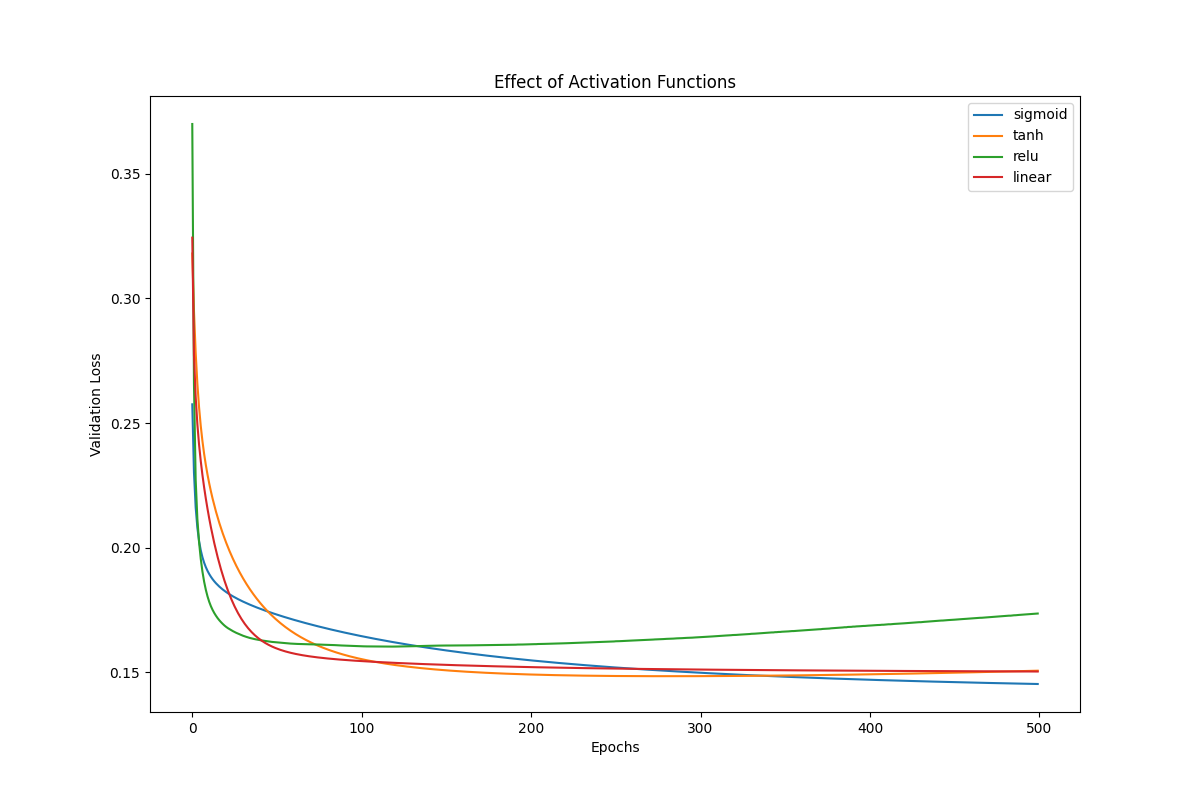 Effect of Activation Functions
sigmoid
tanh
relu
linear
0.35
0.30
0.25
0.20
0.15
Validation Loss
0
100
200
300
400
500
Epochs